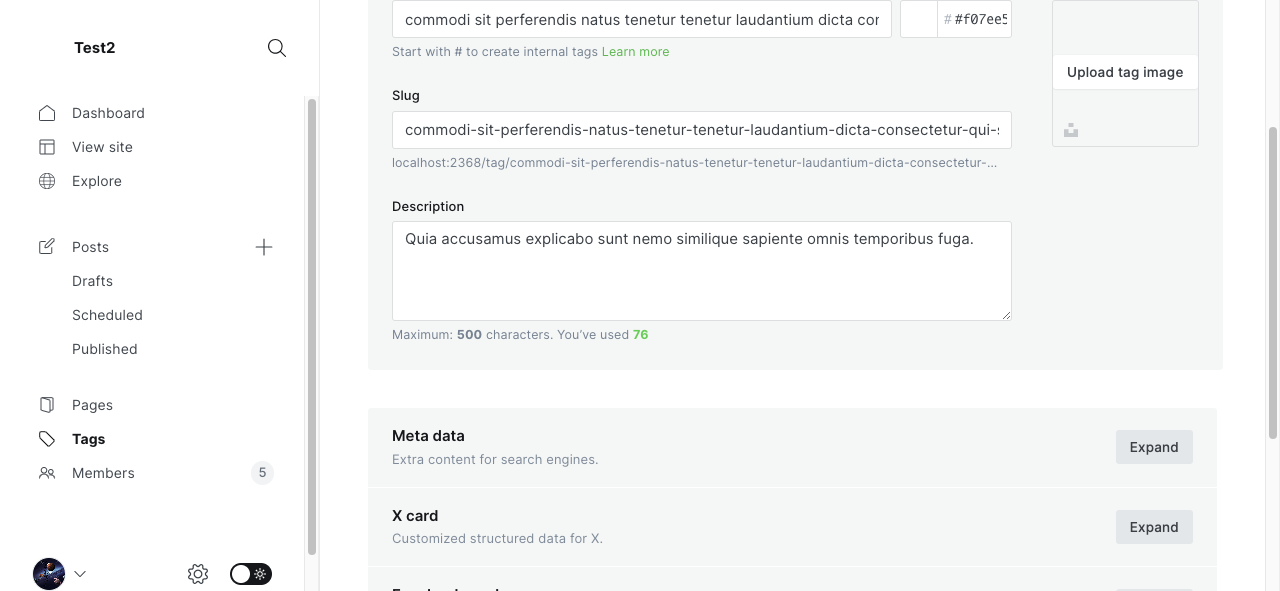 Test2
Dashboard
View site
Explore
Posts
Drafts
Scheduled
Published
Pages
Tags
Members
5
commodi sit perferendis natus tenetur tenetur laudantium dicta
# #f07ee5
Start with # to create internal tags Learn more
Upload tag image
Slug
commodi-sit-perferendis-natus-tenetur-tenetur-laudantium-dicta-consectetur-qui-
localhost:2368/tag/commodi-sit-perferendis-natus-tenetur-tenetur-laudantium-dicta-consectetur-...
Description
Quia accusamus explicabo sunt nemo similique sapiente omnis temporibus fuga.
Maximum: 500 characters. You’ve used 76
Meta data
Extra content for search engines.
Expand
X card
Customized structured data for X.
Expand